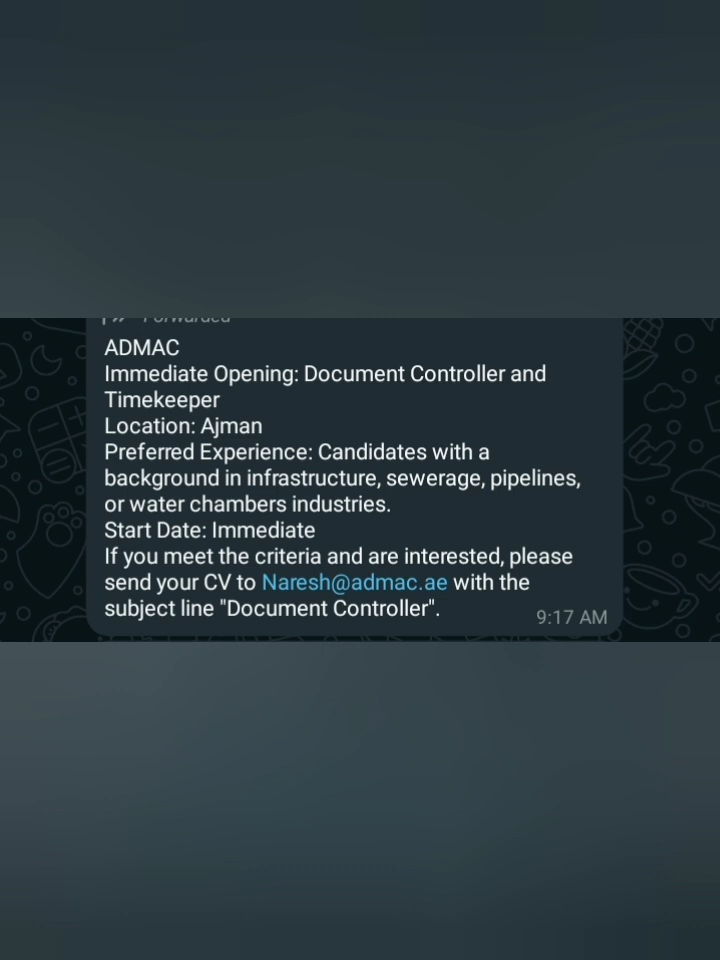 Forwarded
ADMAC
Immediate Opening: Document Controller and
Timekeeper
Location: Ajman
Preferred Experience: Candidates with a
background in infrastructure, sewerage, pipelines,
or water chambers industries.
Start Date: Immediate
If you meet the criteria and are interested, please
send your CV to Naresh@admac.ae with the
subject line "Document Controller".
9:17 AM